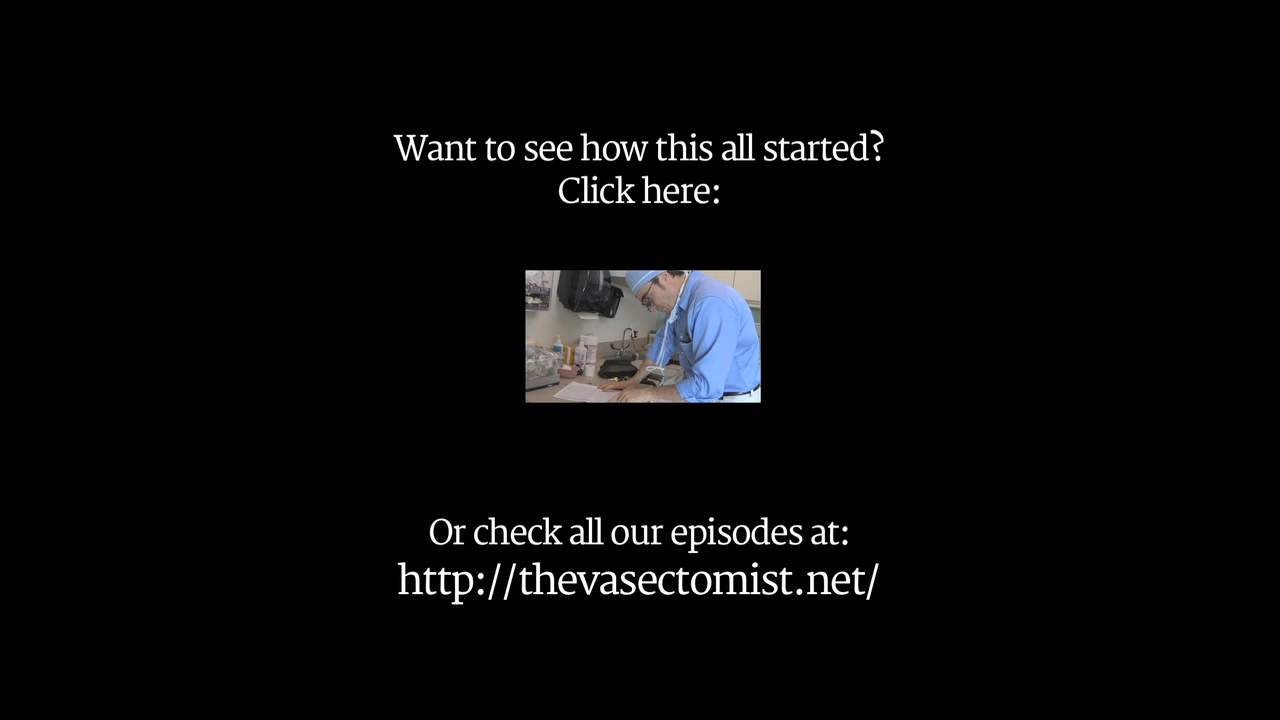 Want to see how this all started?
Click here:
Or check all our episodes at:
http://thevasectomist.net/